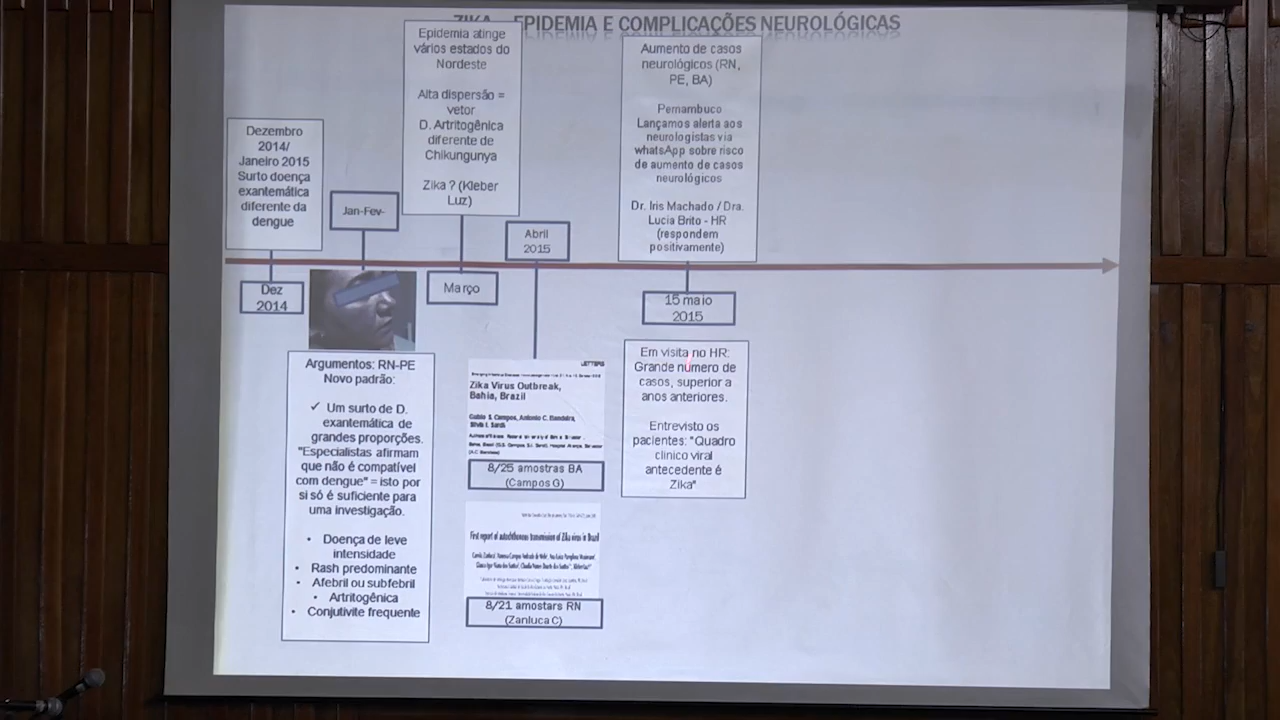 ZIKA EPIDEMIA E COMPLICAÇÕES NEUROLÓGICAS
Dezembro
2014/
Janeiro 2015
Surto doença
exantemática
diferente da
dengue
Dez
2014
Jan-Fev-
Argumentos: RN-PE
Novo padrão:
✓ Um surto de D.
exantemática de
grandes proporções.
"Especialistas afirmam
que não é compatível
com dengue" = isto por
si só é suficiente para
uma investigação.
• Doença de leve
intensidade
• Rash predominante
• Afebril ou subfebril
• Artritogênica
• Conjutivite frequente
Epidemia atinge
vários estados do
Nordeste
Alta dispersão =
vetor
D. Artritogênica
diferente de
Chikungunya
Zika ? (Kleber
Luz)
Março
Abril
2015
LETTERS
Zika Virus Outbreak,
Bahia, Brazil
Gubio S. Campos, Antonio C. Bandeira,
Silvia I. Sardi
8/25 amostras BA
(Campos G)
First report of autochthonous transmission of Zika virus in Brazil
8/21 amostars RN
(Zanluca C)
Aumento de casos
neurológicos (RN,
PE, BA)
Pernambuco
Lançamos alerta aos
neurologistas via
whatsApp sobre risco
de aumento de casos
neurológicos
Dr. Iris Machado / Dra.
Lucia Brito - HR
(respondem
positivamente)
15 maio
2015
Em visita no HR:
Grande número de
casos, superior a
anos anteriores.
Entrevisto os
pacientes: "Quadro
clinico viral
antecedente é
Zika"